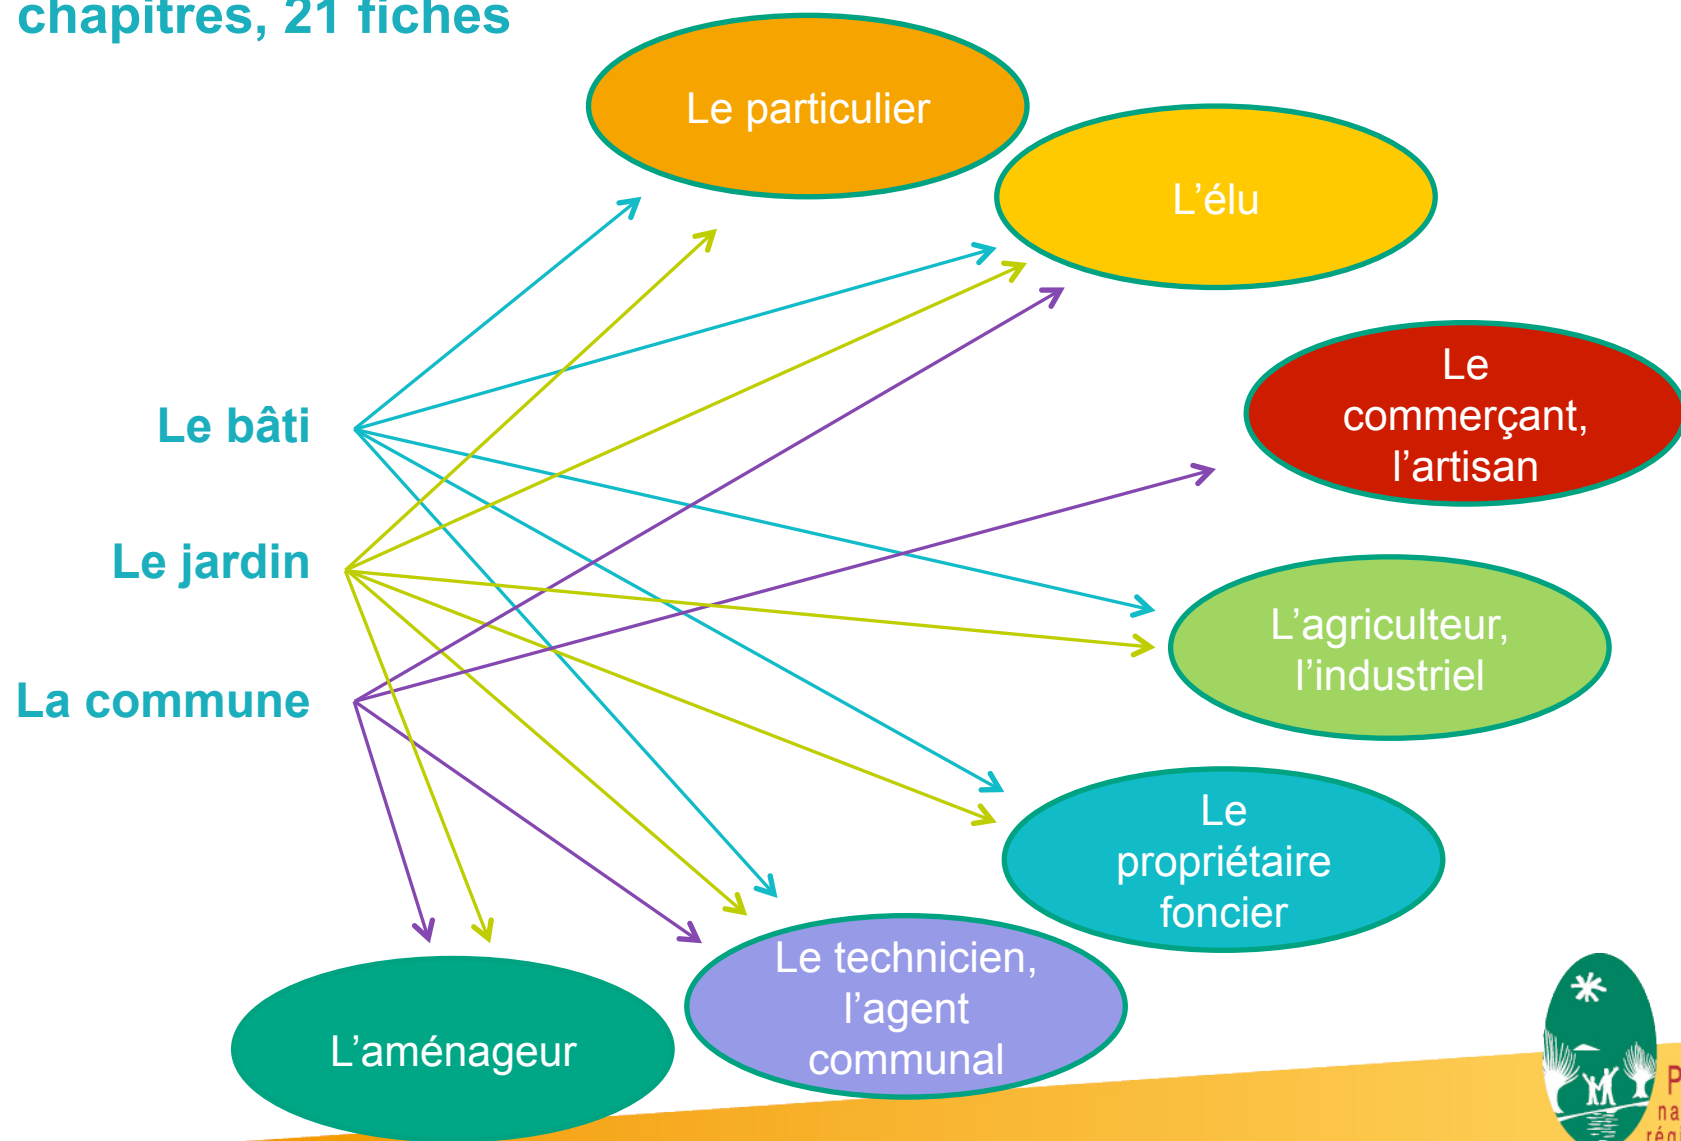 chapitres, 21 fiches
Le particulier
L’élu
Le
commerçant,
l’artisan
Le bâti
Le jardin
L’agriculteur,
l’industriel
La commune
Le
propriétaire
foncier
Le technicien,
l’agent
communal
L’aménageur